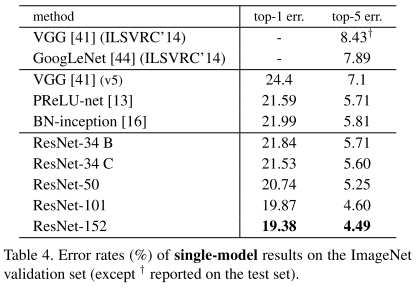 method top-1 err. top-5 err.
VGG [41] (ILSVRC'14) - 8.43†
GoogLeNet [44] (ILSVRC'14) - 7.89
VGG [41] (v5) 24.4 7.1
PReLU-net [13] 21.59 5.71
BN-inception [16] 21.99 5.81
ResNet-34 B 21.84 5.71
ResNet-34 C 21.53 5.60
ResNet-50 20.74 5.25
ResNet-101 19.87 4.60
ResNet-152 19.38 4.49
Table 4. Error rates (%) of single-model results on the ImageNet
validation set (except † reported on the test set).